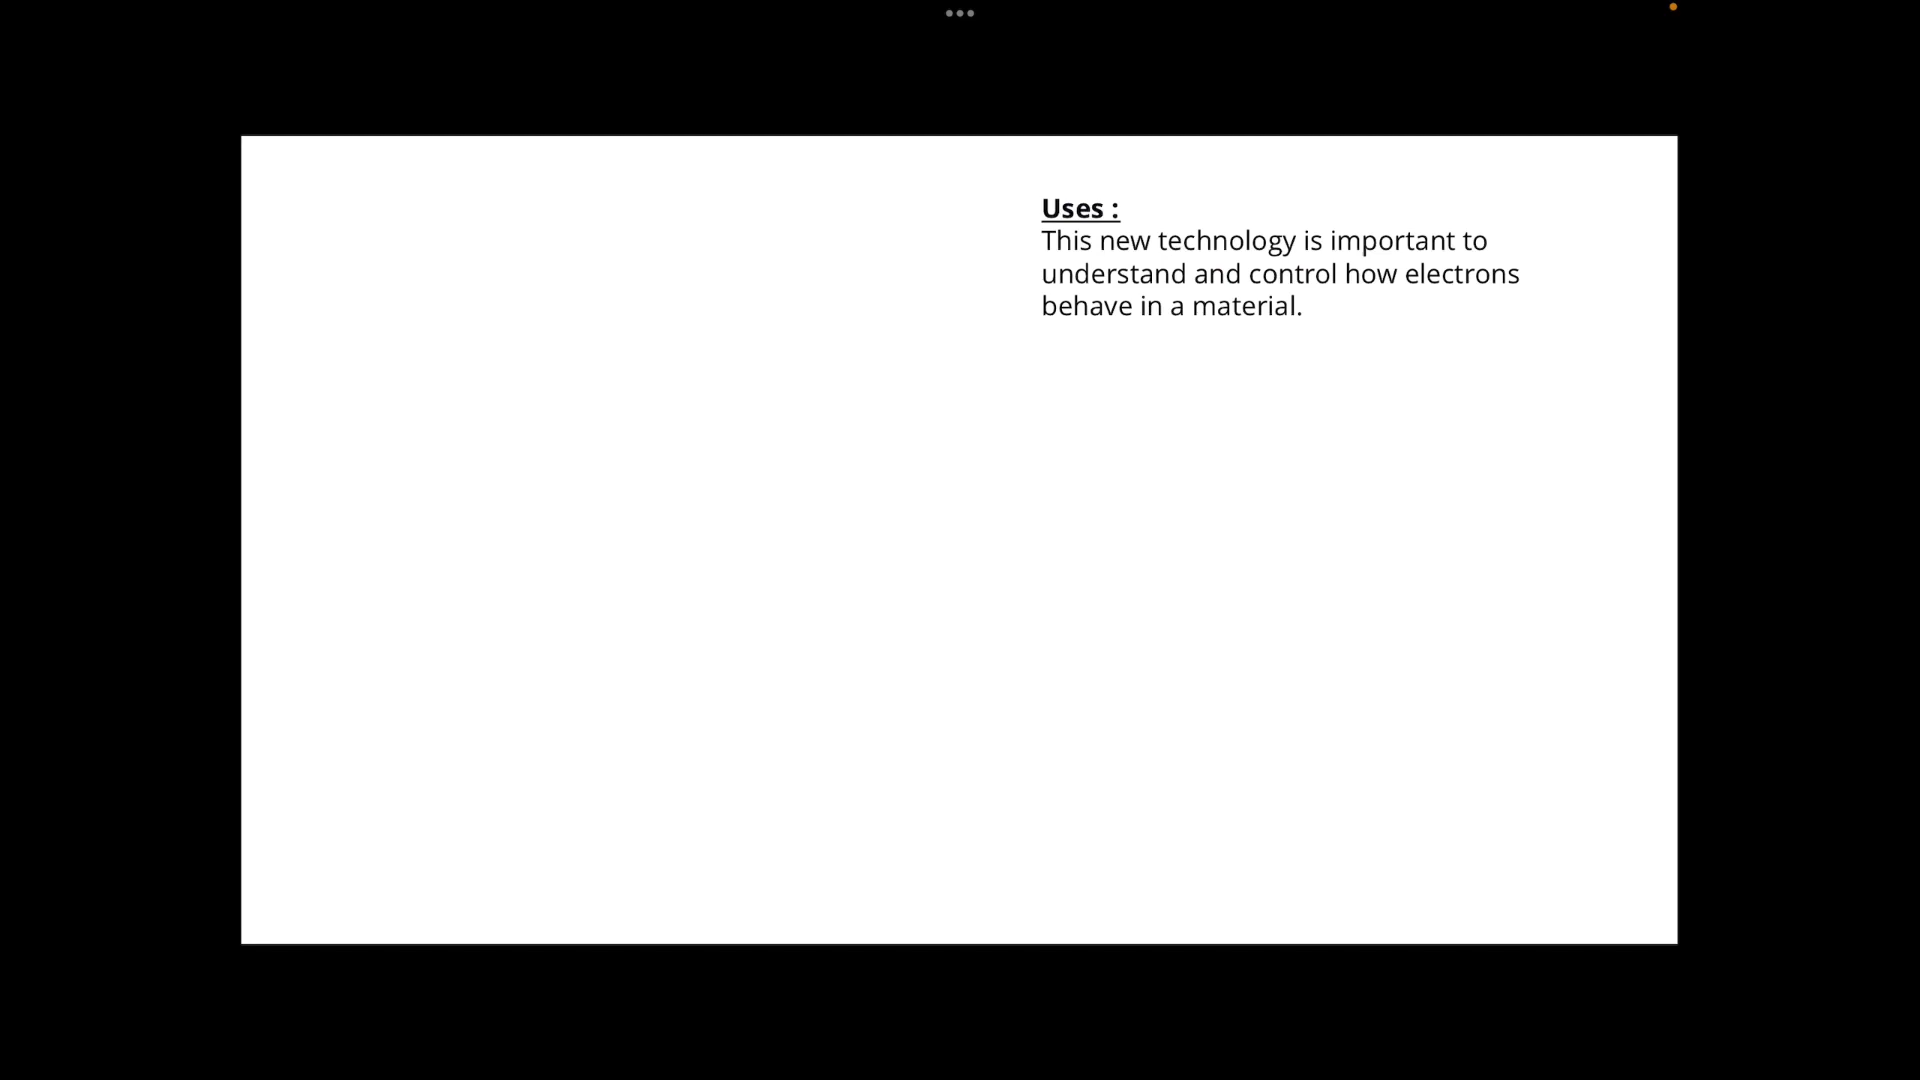 Uses :
This new technology is important to
understand and control how electrons
behave in a material.